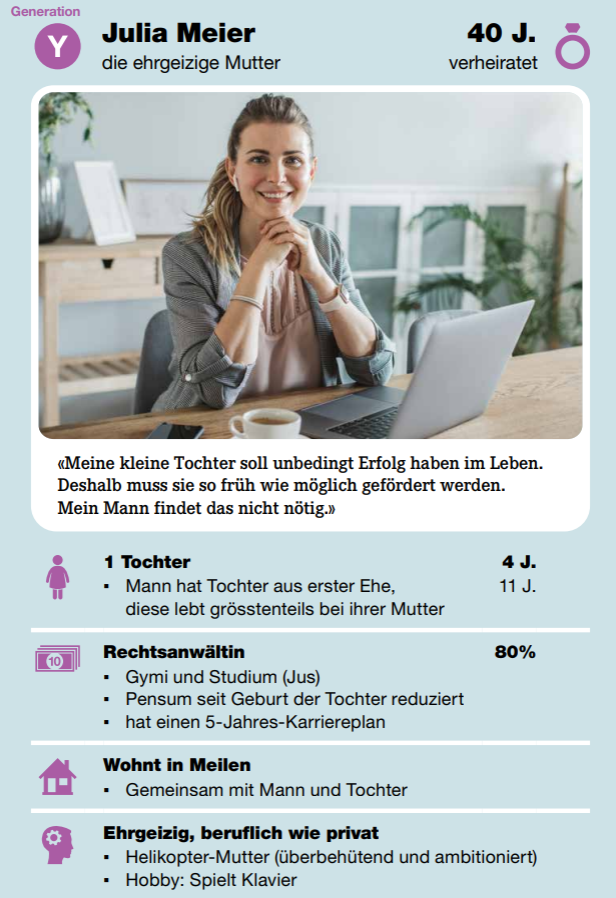 Generation
Y
Julia Meier
40 J.
die ehrgeizige Mutter
verheiratet
«Meine kleine Tochter soll unbedingt Erfolg haben im Leben.
Deshalb muss sie so früh wie möglich gefördert werden.
Mein Mann findet das nicht nötig.»
1 Tochter 4 J.
▪ Mann hat Tochter aus erster Ehe, 11 J.
diese lebt grösstenteils bei ihrer Mutter
10
Rechtsanwältin 80%
▪ Gymi und Studium (Jus)
▪ Pensum seit Geburt der Tochter reduziert
▪ hat einen 5-Jahres-Karriereplan
Wohnt in Meilen
▪ Gemeinsam mit Mann und Tochter
Ehrgeizig, beruflich wie privat
▪ Helikopter-Mutter (überbehütend und ambitioniert)
▪ Hobby: Spielt Klavier